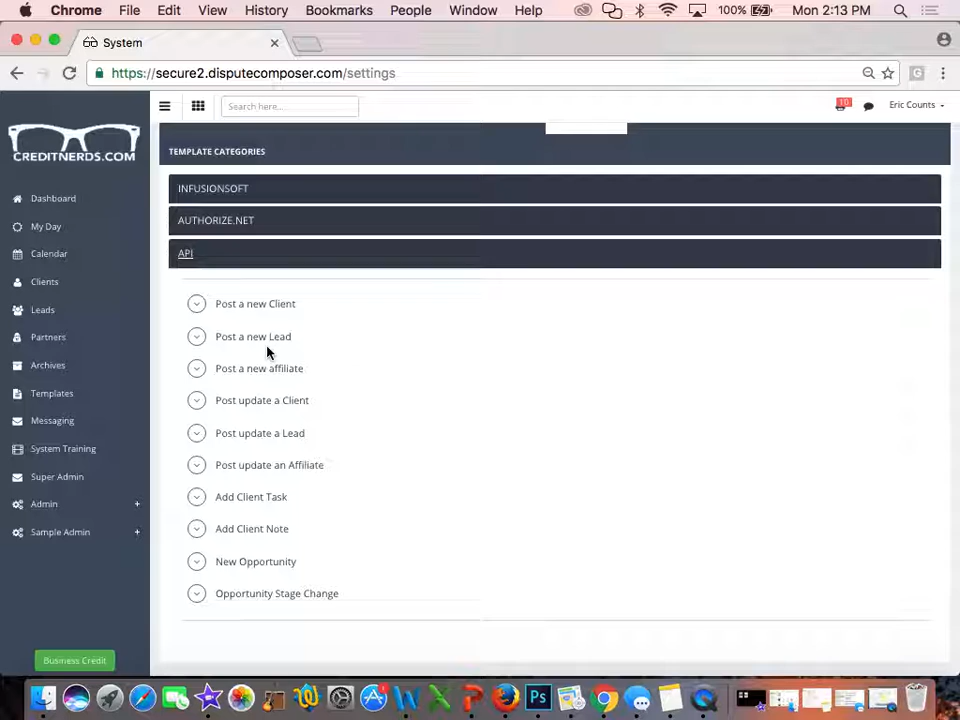 Chrome File Edit View History Bookmarks People Window Help 100% Mon 2:13 PM
System
https://secure2.disputecomposer.com/settings
Search here...
10
Eric Counts
CREDITNERDS.COM
Dashboard
My Day
Calendar
Clients
Leads
Partners
Archives
Templates
Messaging
System Training
Super Admin
Admin +
Sample Admin +
Business Credit
TEMPLATE CATEGORIES
INFUSIONSOFT
AUTHORIZE.NET
API
Post a new Client
Post a new Lead
Post a new affiliate
Post update a Client
Post update a Lead
Post update an Affiliate
Add Client Task
Add Client Note
New Opportunity
Opportunity Stage Change